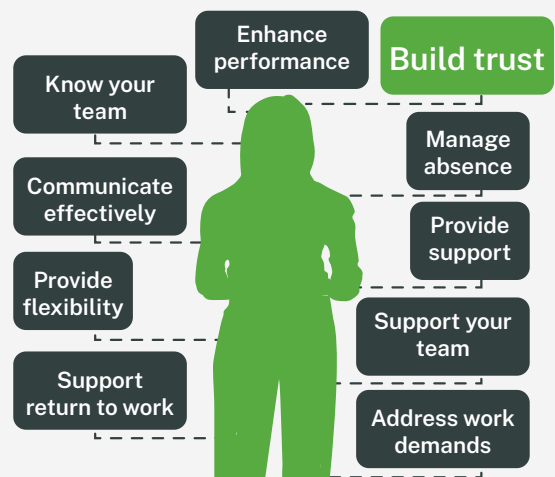 Enhance
performance
Build trust
Know your
team
Manage
absence
Communicate
effectively
Provide
support
Provide
flexibility
Support your
team
Support
return to work
Address work
demands